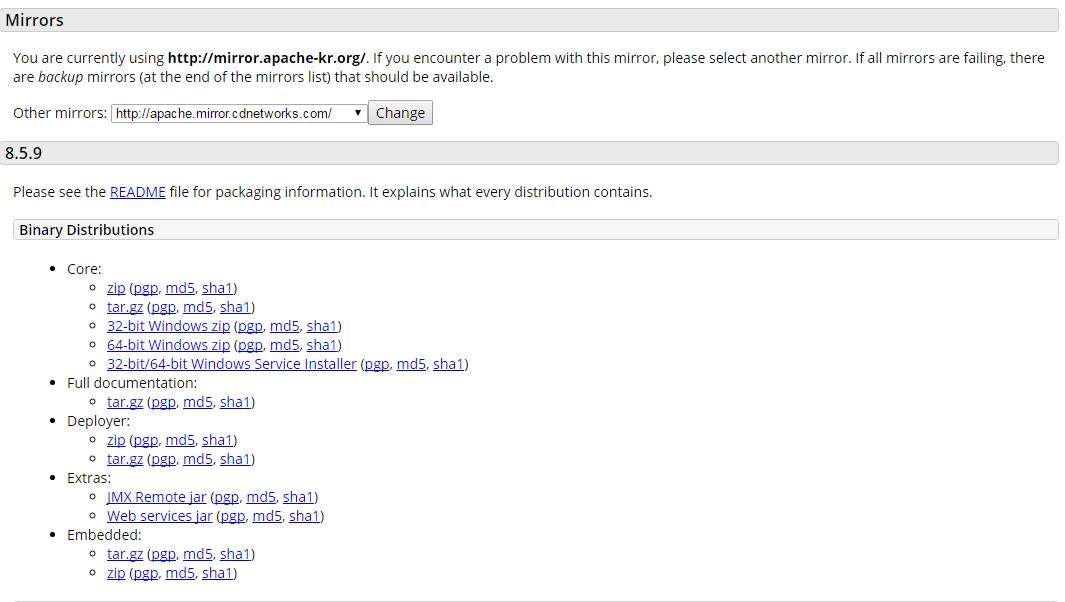 Mirrors
You are currently using http://mirror.apache-kr.org/. If you encounter a problem with this mirror, please select another mirror. If all mirrors are failing, there
are backup mirrors (at the end of the mirrors list) that should be available.
Other mirrors: http://apache.mirror.cdnetworks.com/ Change
8.5.9
Please see the README file for packaging information. It explains what every distribution contains.
Binary Distributions
Core:
zip (pgp, md5, sha1)
tar.gz (pgp, md5, sha1)
32-bit Windows zip (pgp, md5, sha1)
64-bit Windows zip (pgp, md5, sha1)
32-bit/64-bit Windows Service Installer (pgp, md5, sha1)
Full documentation:
tar.gz (pgp, md5, sha1)
Deployer:
zip (pgp, md5, sha1)
tar.gz (pgp, md5, sha1)
Extras:
JMX Remote jar (pgp, md5, sha1)
Web services jar (pgp, md5, sha1)
Embedded:
tar.gz (pgp, md5, sha1)
zip (pgp, md5, sha1)